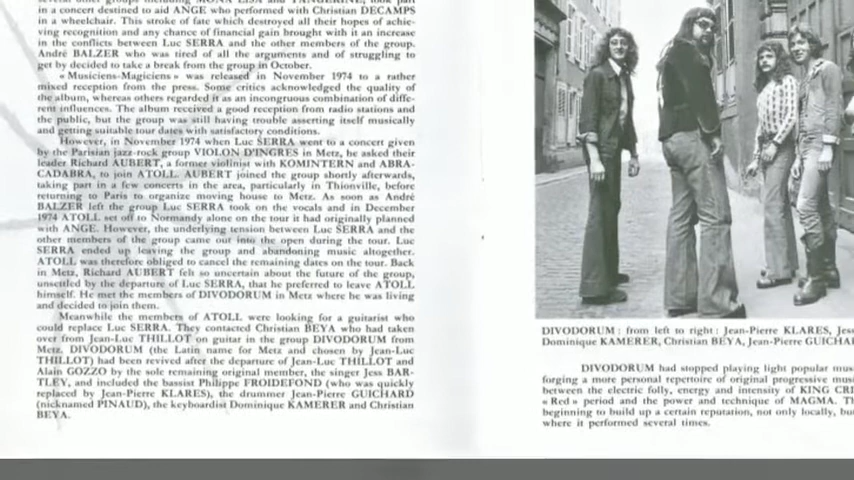 several other groups including MONA LISA and TANGERINE, took part
in a concert destined to aid ANGE who performed with Christian DECAMPS
in a wheelchair. This stroke of fate which destroyed all their hopes of achie-
ving recognition and any chance of financial gain brought with it an increase
in the conflicts between Luc SERRA and the other members of the group.
André BALZER who was tired of all the arguments and of struggling to
get by decided to take a break from the group in October.
« Musiciens-Magiciens » was released in November 1974 to a rather
mixed reception from the press. Some critics acknowledged the quality of
the album, whereas others regarded it as an incongruous combination of diffe-
rent influences. The album received a good reception from radio stations and
the public, but the group was still having trouble asserting itself musically
and getting suitable tour dates with satisfactory conditions.
However, in November 1974 when Luc SERRA went to a concert given
by the Parisian jazz-rock group VIOLON D'INGRES in Metz, he asked their
leader Richard AUBERT, a former violinist with KOMINTERN and ABRA-
CADABRA, to join ATOLL. AUBERT joined the group shortly afterwards,
taking part in a few concerts in the area, particularly in Thionville, before
returning to Paris to organize moving house to Metz. As soon as André
BALZER left the group Luc SERRA took on the vocals and in December
1974 ATOLL set off to Normandy alone on the tour it had originally planned
with ANGE. However, the underlying tension between Luc SERRA and the
other members of the group came out into the open during the tour. Luc
SERRA ended up leaving the group and abandoning music altogether.
ATOLL was therefore obliged to cancel the remaining dates on the tour. Back
in Metz, Richard AUBERT felt so uncertain about the future of the group,
unsettled by the departure of Luc SERRA, that he preferred to leave ATOLL
himself. He met the members of DIVODORUM in Metz where he was living
and decided to join them.
Meanwhile the members of ATOLL were looking for a guitarist who
could replace Luc SERRA. They contacted Christian BEYA who had taken
over from Jean-Luc THILLOT on guitar in the group DIVODORUM from
Metz. DIVODORUM (the Latin name for Metz and chosen by Jean-Luc
THILLOT) had been revived after the departure of Jean-Luc THILLOT and
Alain GOZZO by the sole remaining original member, the singer Jess BAR-
TLEY, and included the bassist Philippe FROIDEFOND (who was quickly
replaced by Jean-Pierre KLARES), the drummer Jean-Pierre GUICHARD
(nicknamed PINAUD), the keyboardist Dominique KAMERER and Christian
BEYA.
DIVODORUM : from left to right : Jean-Pierre KLARES, Jess
Dominique KAMERER, Christian BEYA, Jean-Pierre GUICHA
DIVODORUM had stopped playing light popular mus
forging a more personal repertoire of original progressive mus
between the electric folly, energy and intensity of KING CRI
« Red » period and the power and technique of MAGMA. Th
beginning to build up a certain reputation, not only locally, bu
where it performed several times.